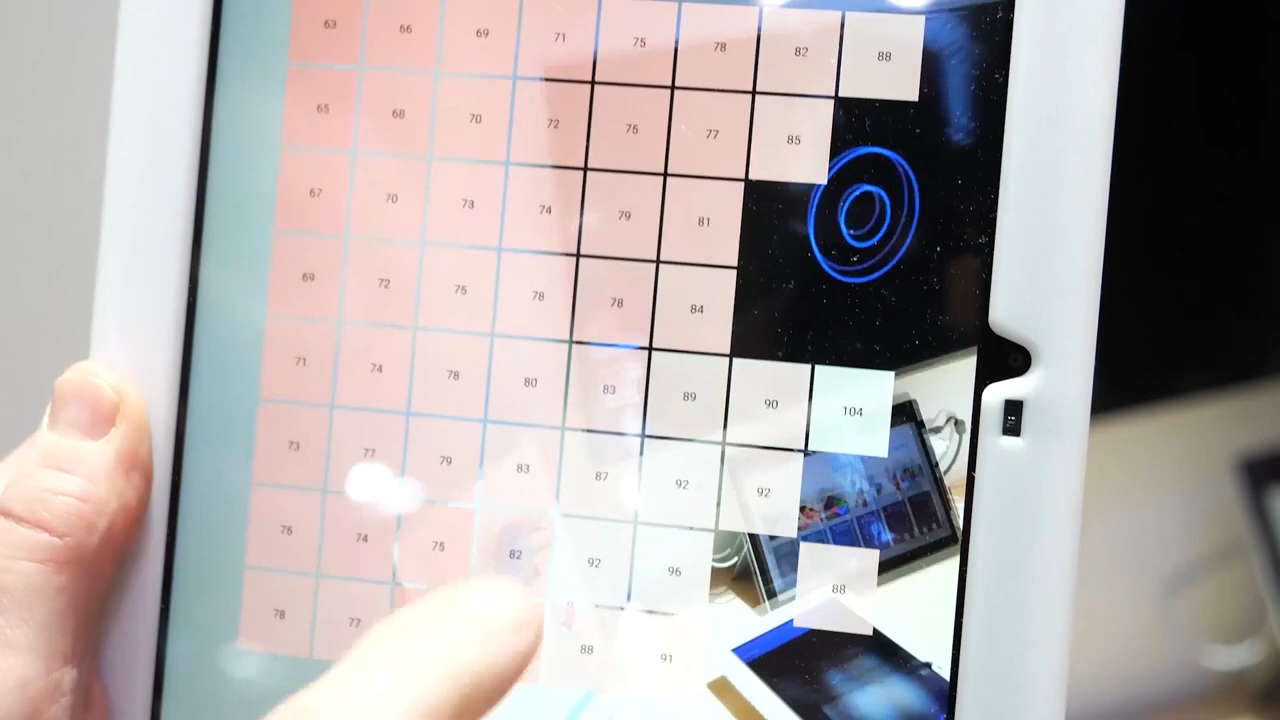 63 66 69 71 75 78 82 88
65 68 70 72 75 77 85
67 70 73 74 79 81
69 72 75 78 78 84
71 74 78 80 83 89 90 104
73 77 79 83 87 92 92
76 74 75 82 92 96 88
78 77 88 91